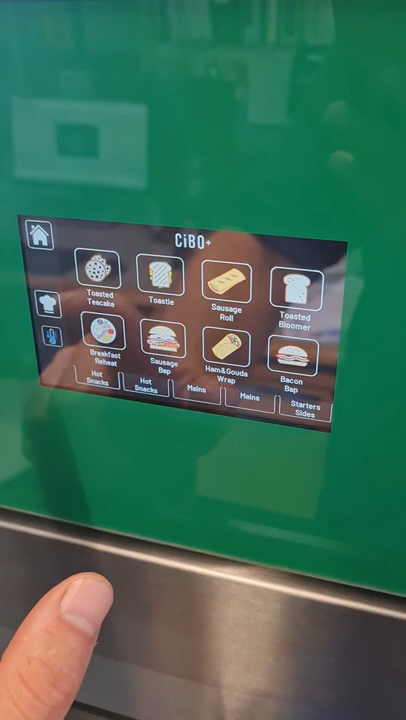 CiBO+
Toasted
Teacake
Toastie
Sausage
Roll
Toasted
Bloomer
Breakfast
Reheat
Sausage
Bap
Ham&Gouda
Wrap
Bacon
Bap
Hot
Snacks
Hot
Snacks
Mains
Mains
Starters
Sides